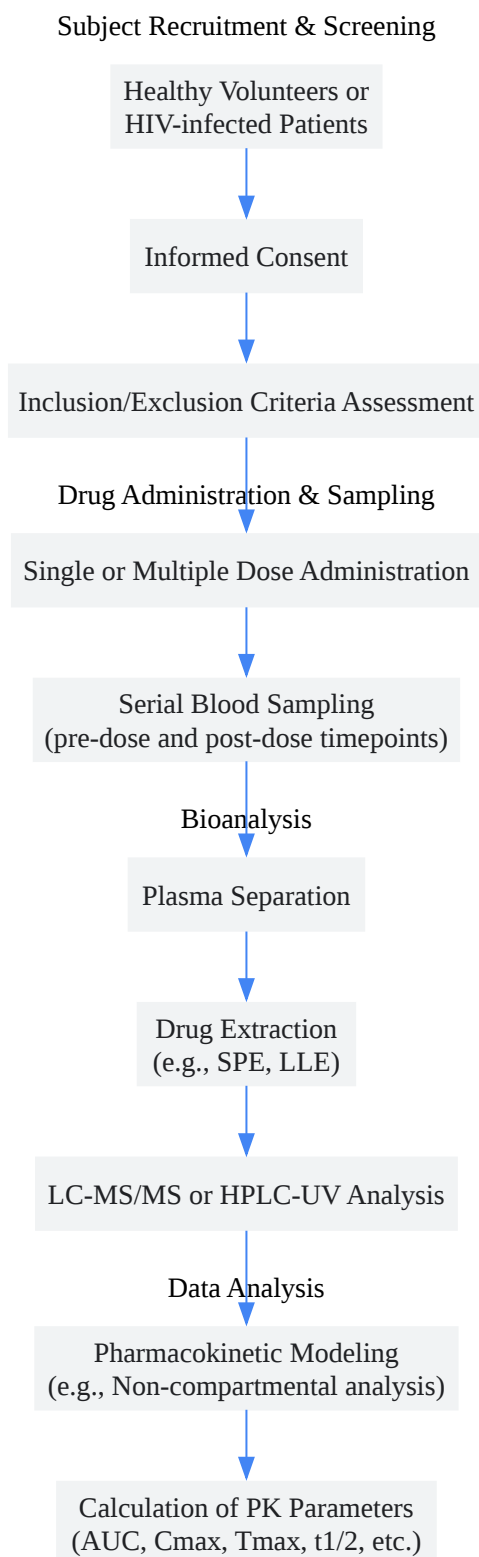 Subject Recruitment & Screening
Healthy Volunteers or
HIV-infected Patients
Informed Consent
Inclusion/Exclusion Criteria Assessment
Drug Administration & Sampling
Single or Multiple Dose Administration
Serial Blood Sampling
(pre-dose and post-dose timepoints)
Bioanalysis
Plasma Separation
Drug Extraction
(e.g., SPE, LLE)
LC-MS/MS or HPLC-UV Analysis
Data Analysis
Pharmacokinetic Modeling
(e.g., Non-compartmental analysis)
Calculation of PK Parameters
(AUC, Cmax, Tmax, t1/2, etc.)